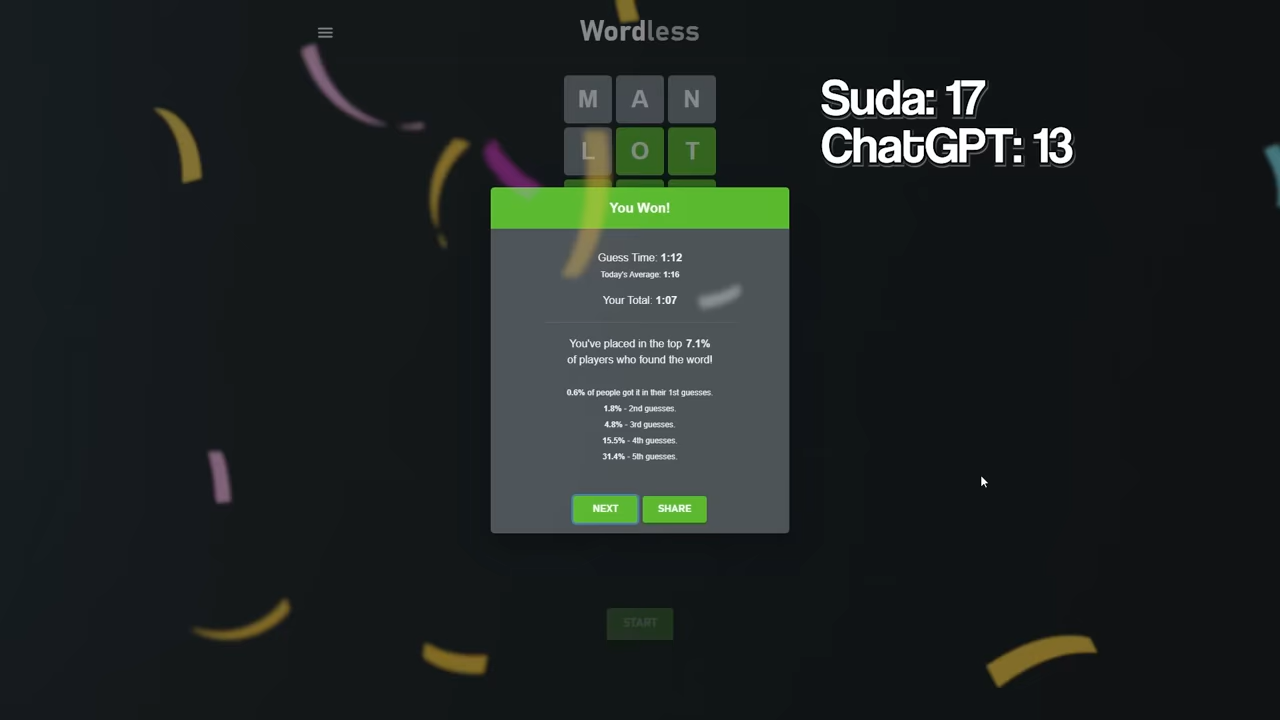 Wordless
M A N
L O T
Suda: 17
ChatGPT: 13
You Won!
Guess Time: 1:12
Today's Average: 1:16
Your Total: 1:07
You've placed in the top 7.1%
of players who found the word!
0.6% of people got it in their 1st guesses.
1.8% - 2nd guesses.
4.8% - 3rd guesses.
15.5% - 4th guesses.
31.4% - 5th guesses.
NEXT SHARE
START